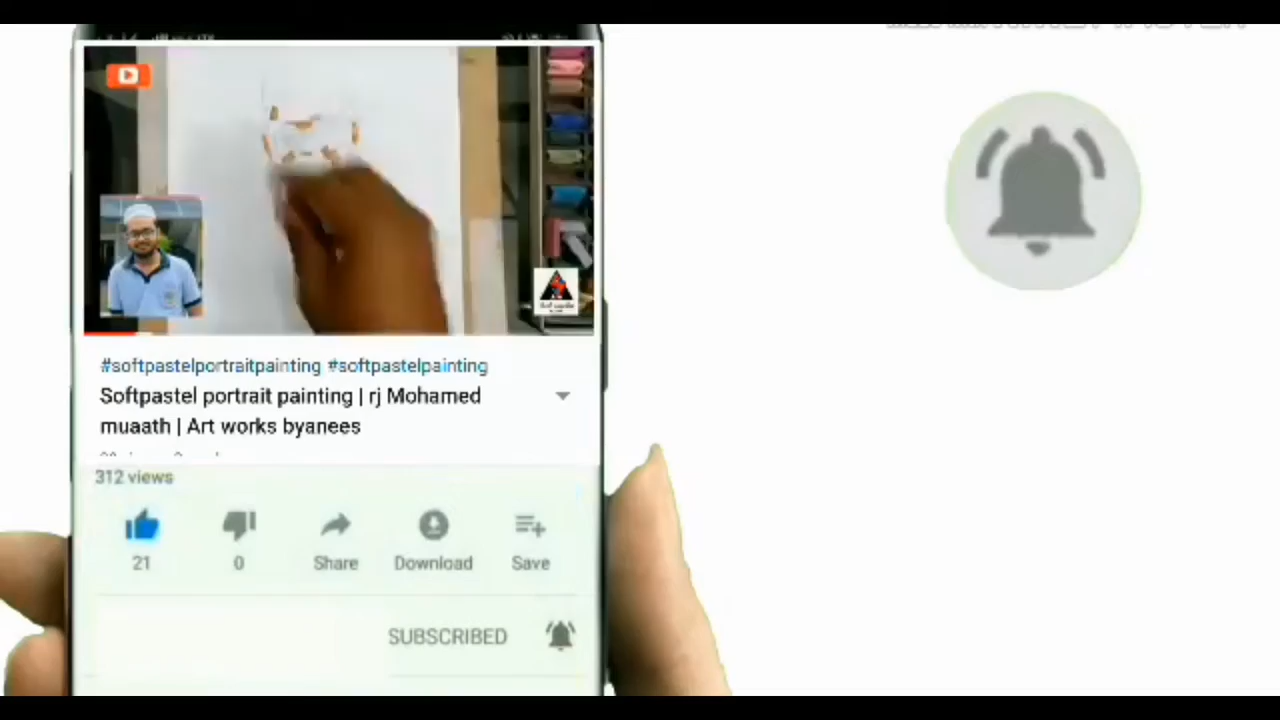 #softpastelportraitpainting #softpastelpainting
Softpastel portrait painting | rj Mohamed
muaath | Art works byanees
312 views
21
0
Share
Download
Save
SUBSCRIBED